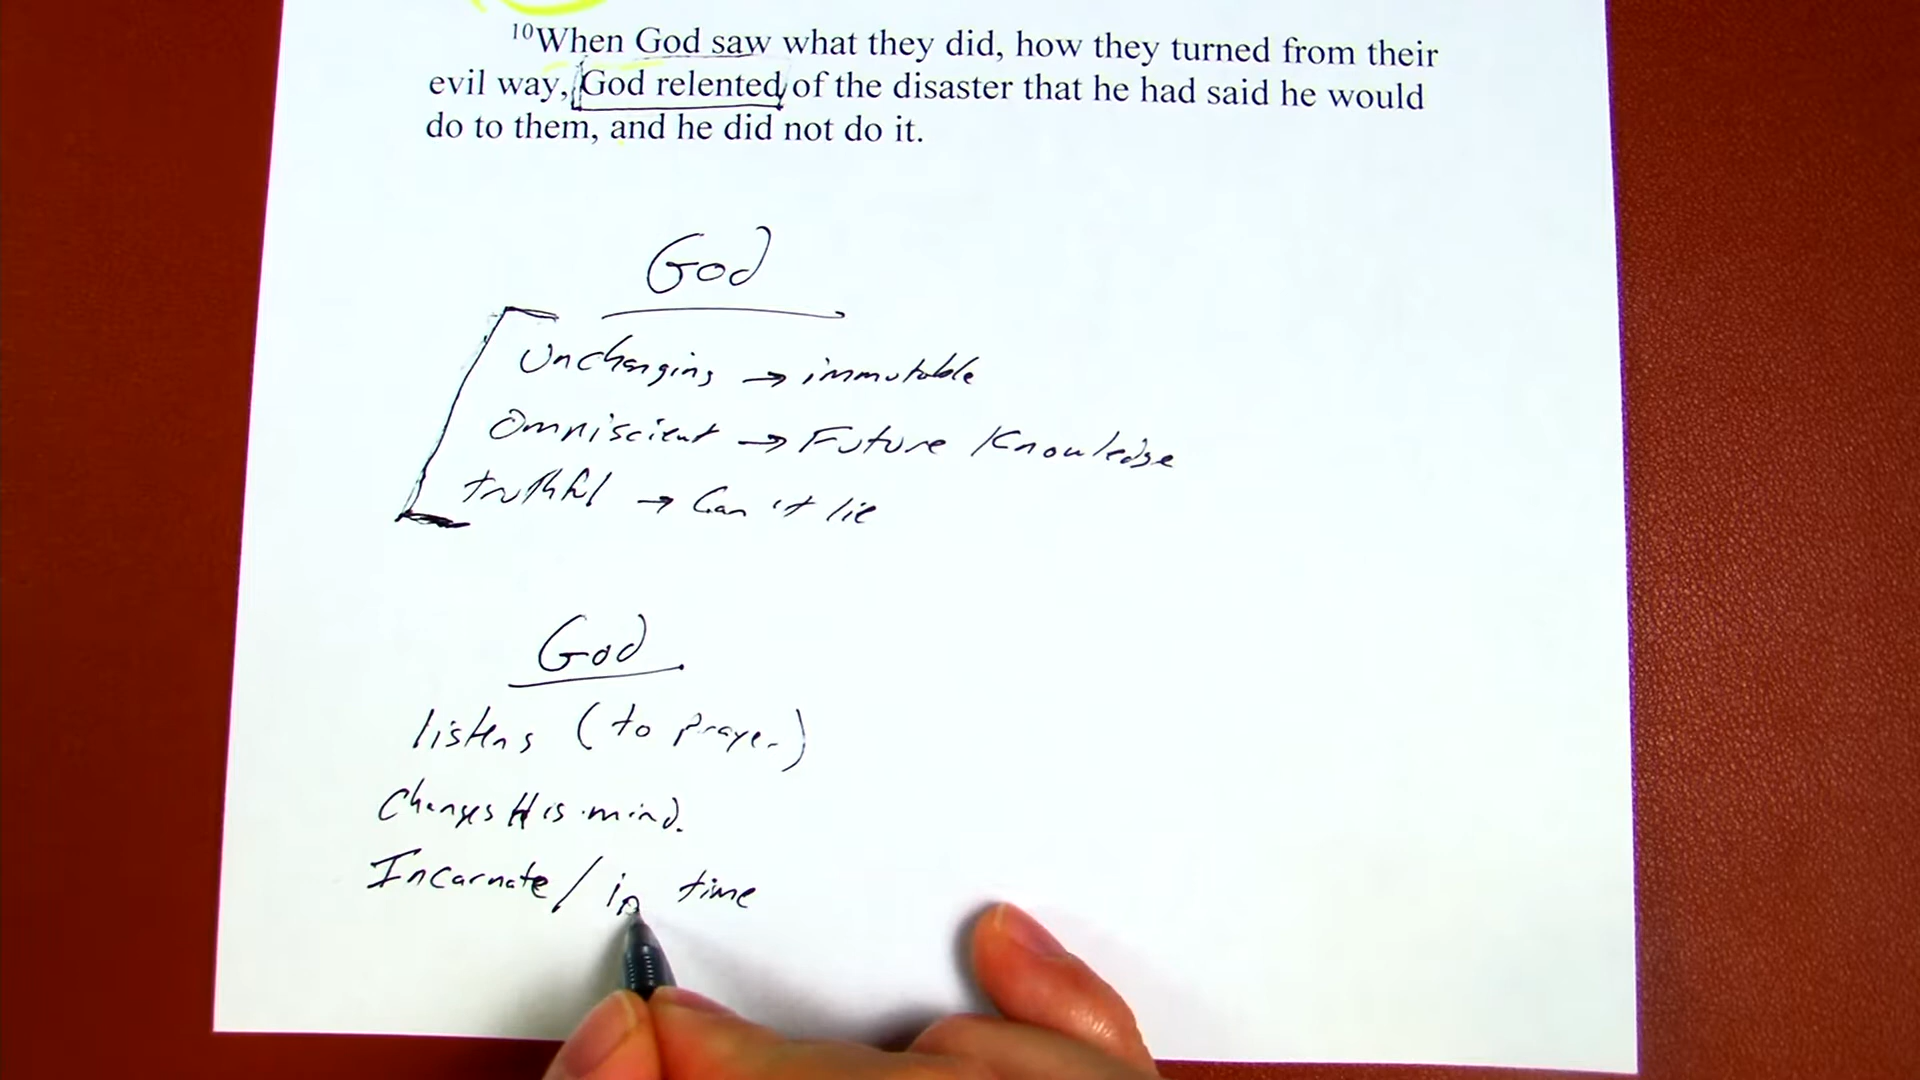 ¹⁰When God saw what they did, how they turned from their
evil way, God relented of the disaster that he had said he would
do to them, and he did not do it.
God
Unchanging → immutable
Omniscient → Future Knowledge
truthful → Can't lie
God
listens (to prayer)
Changes His mind.
Incarnate / in time